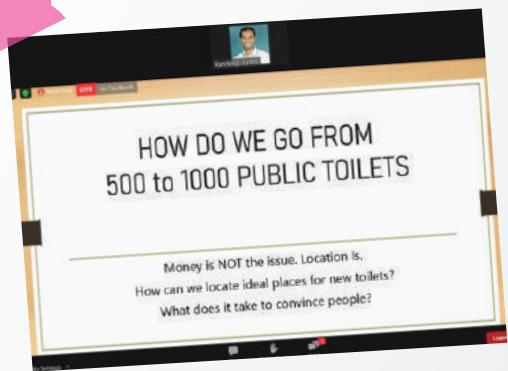 LIVE
HOW DO WE GO FROM
500 to 1000 PUBLIC TOILETS
Money is NOT the issue. Location is.
How can we locate ideal places for new toilets?
What does it take to convince people?